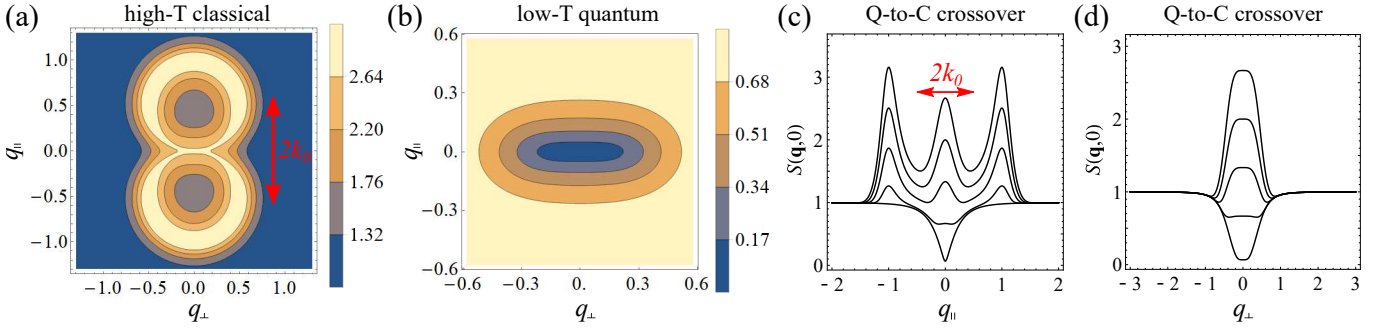 (a) high-T classical
1.0
0.5
0.0
−0.5
−1.0
q∥
2k₀
−1.0 −0.5 0.0 0.5 1.0
q⊥
2.64
2.20
1.76
1.32
(b) low-T quantum
0.6
0.3
0.0
−0.3
−0.6
q∥
−0.6 −0.3 0. 0.3 0.6
q⊥
0.68
0.51
0.34
0.17
(c) Q-to-C crossover
3
2
1
0
S(q,0)
2k₀
-2 -1 0 1 2
q∥
(d) Q-to-C crossover
3
2
1
0
S(q,0)
-3 -2 -1 0 1 2 3
q⊥